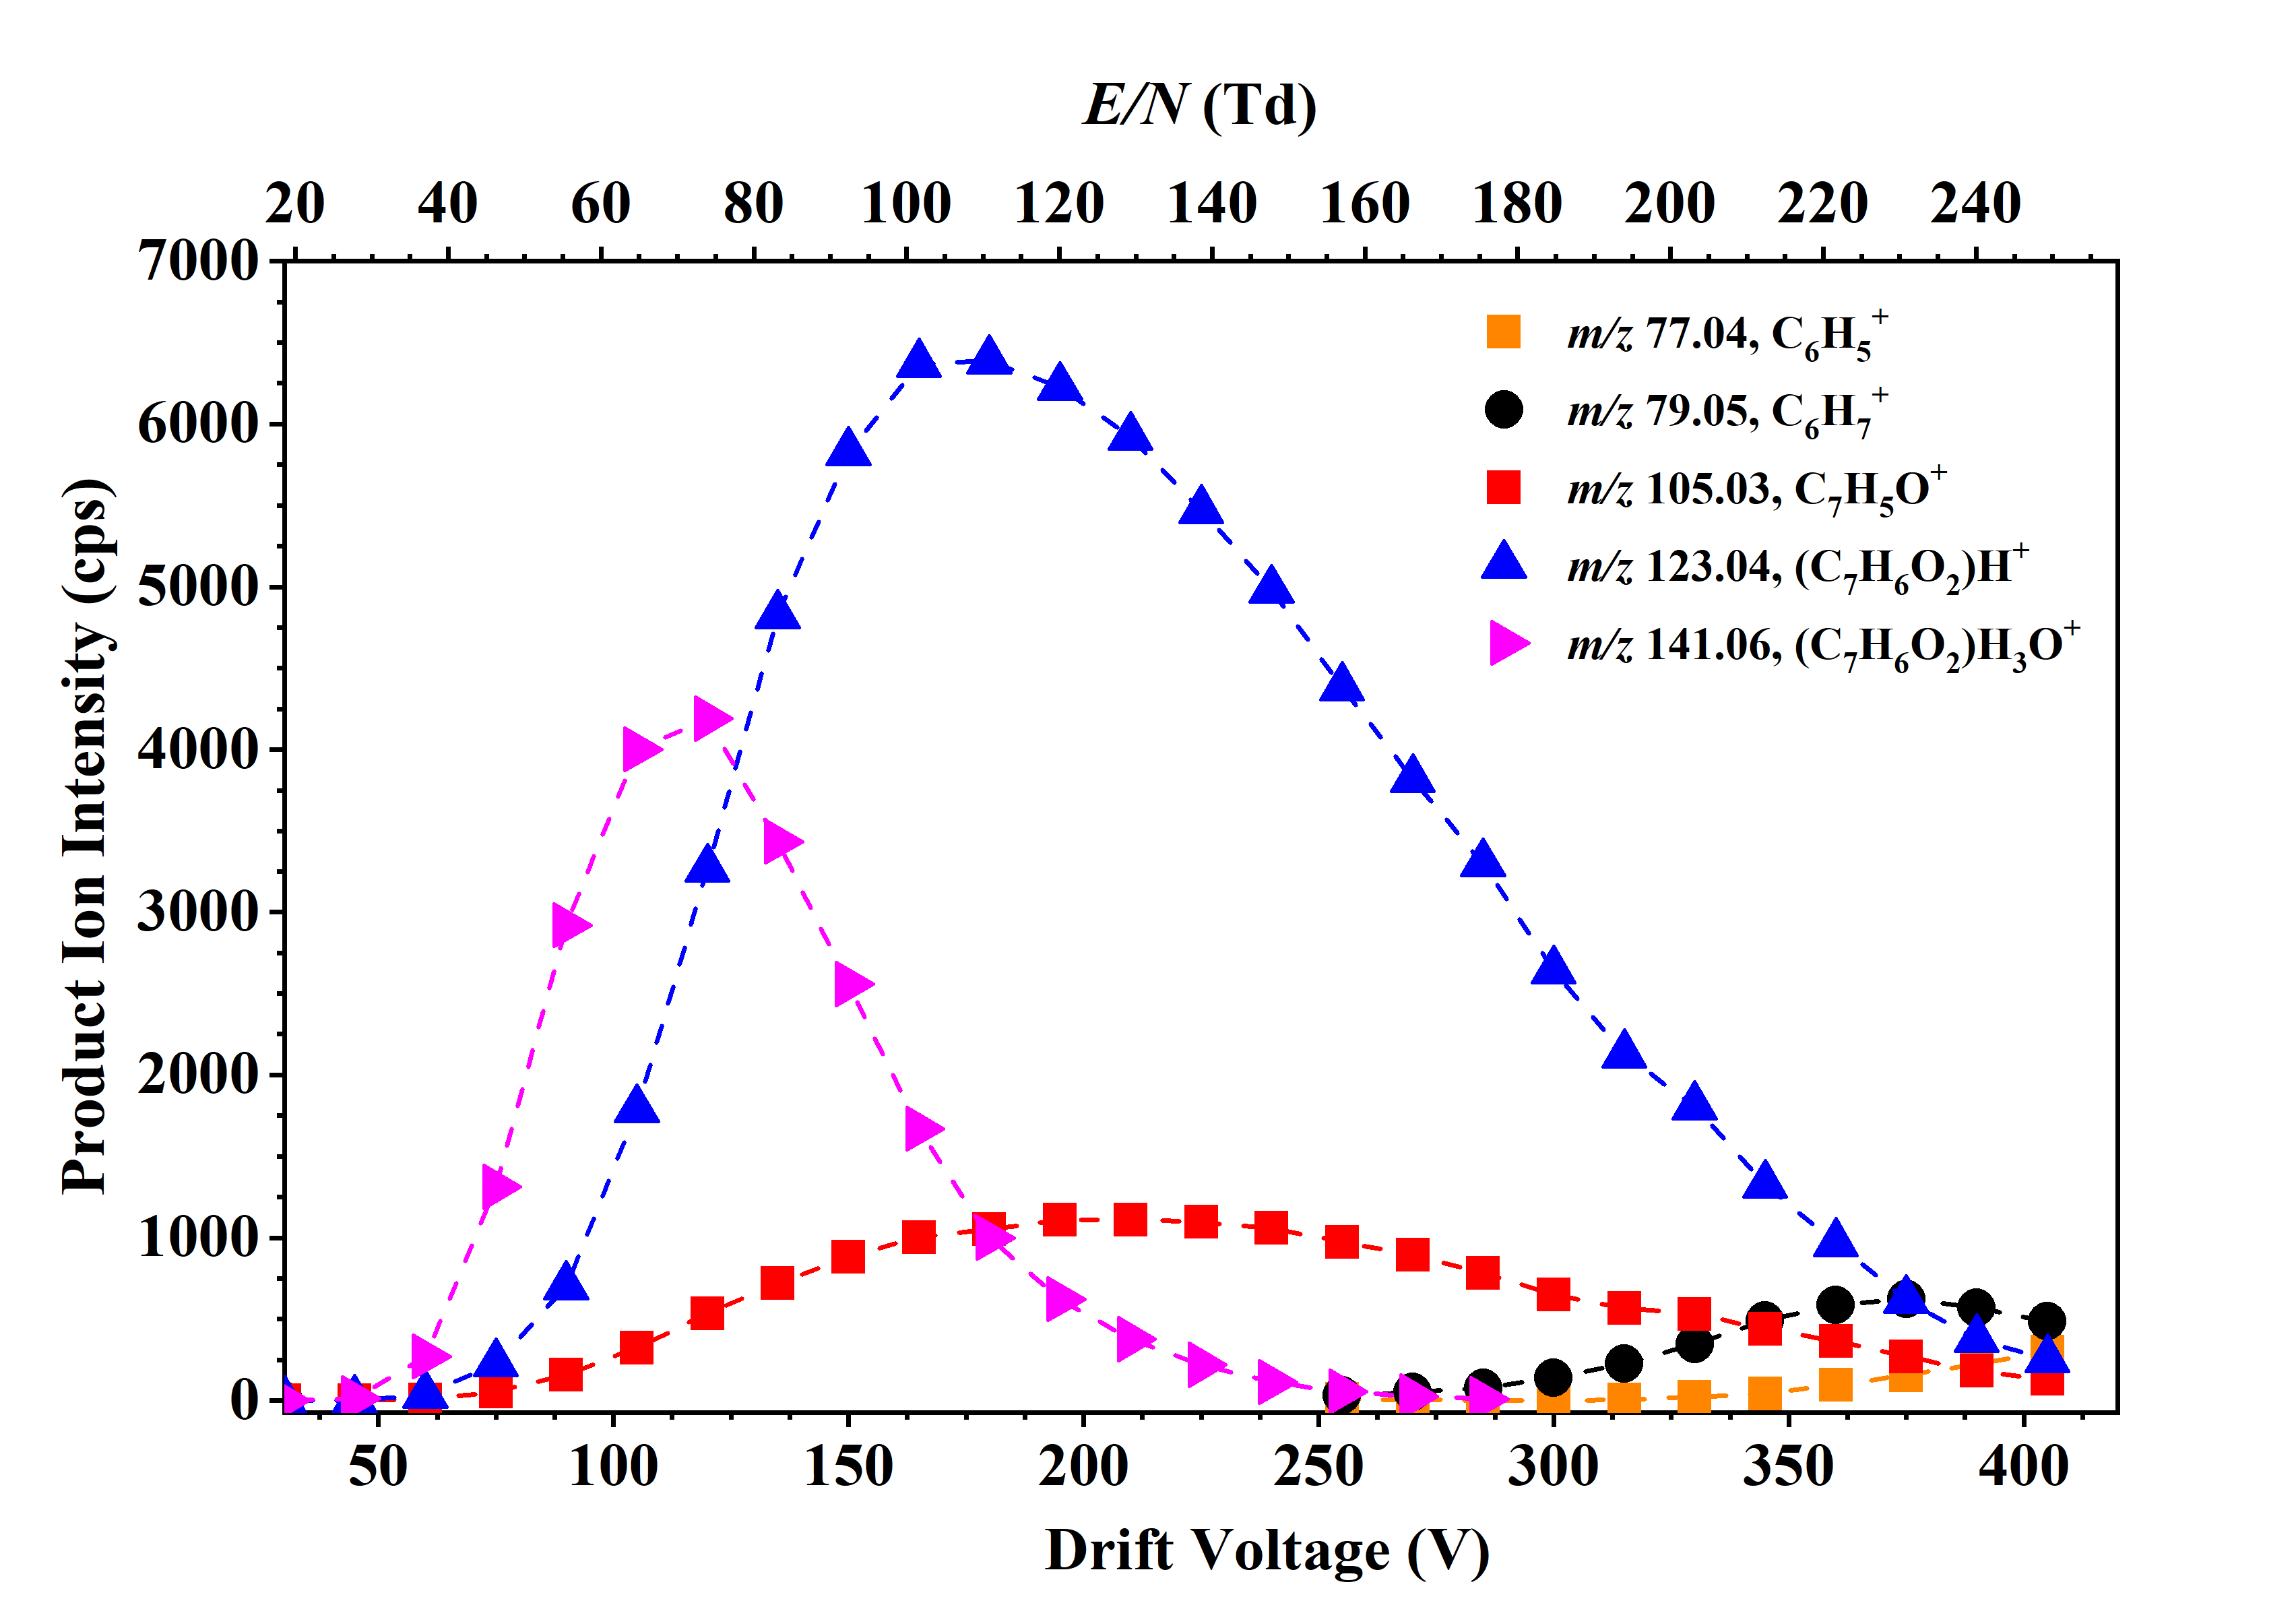 E/N (Td)
20 40 60 80 100 120 140 160 180 200 220 240
7000
6000
5000
4000
3000
2000
1000
0
Product Ion Intensity (cps)
m/z 77.04, C₆H₅⁺
m/z 79.05, C₆H₇⁺
m/z 105.03, C₇H₅O⁺
m/z 123.04, (C₇H₆O₂)H⁺
m/z 141.06, (C₇H₆O₂)H₃O⁺
50 100 150 200 250 300 350 400
Drift Voltage (V)